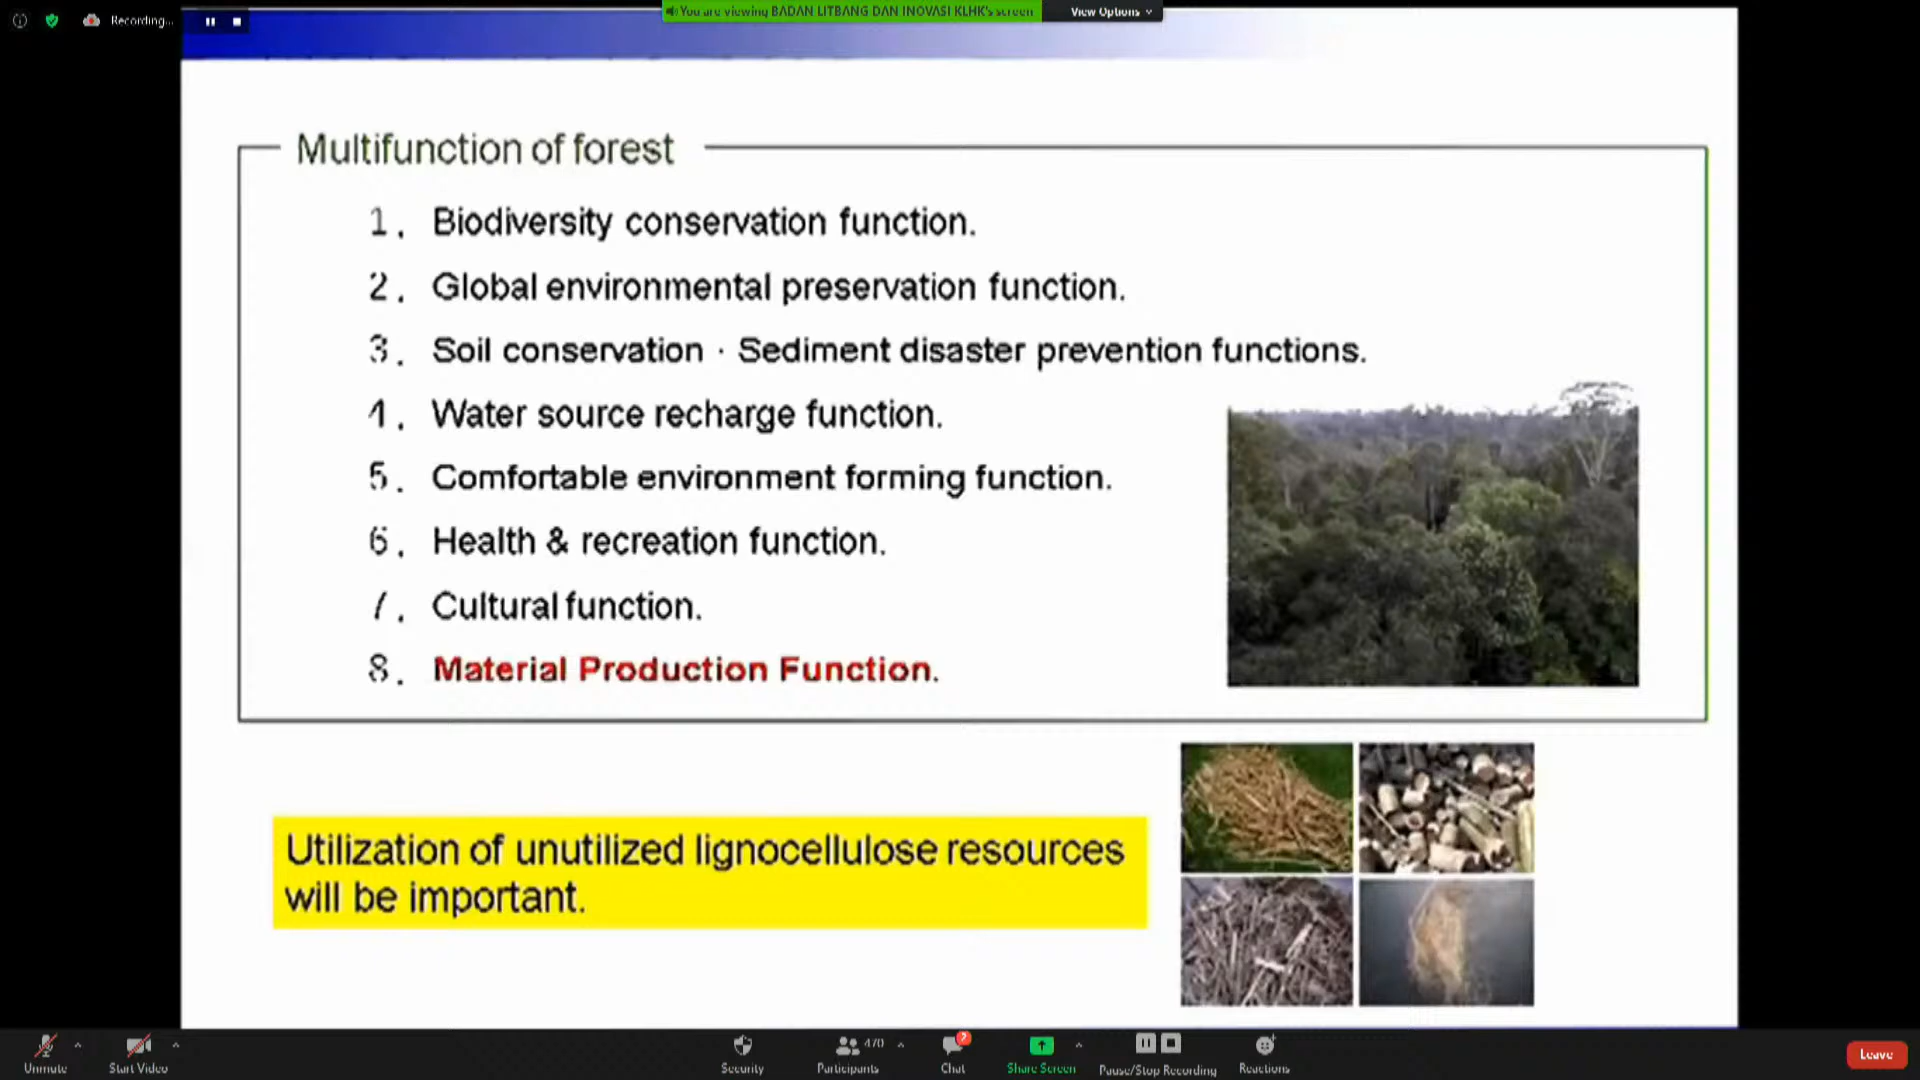 Recording...
You are viewing BADAN LITBANG DAN INOVASI KLHK's screen
View Options
Multifunction of forest
1. Biodiversity conservation function.
2. Global environmental preservation function.
3. Soil conservation · Sediment disaster prevention functions.
4. Water source recharge function.
5. Comfortable environment forming function.
6. Health & recreation function.
7. Cultural function.
8. Material Production Function.
Utilization of unutilized lignocellulose resources
will be important.
Unmute
Start Video
Security
Participants
470
Chat
Share Screen
Pause/Stop Recording
Reactions
Leave